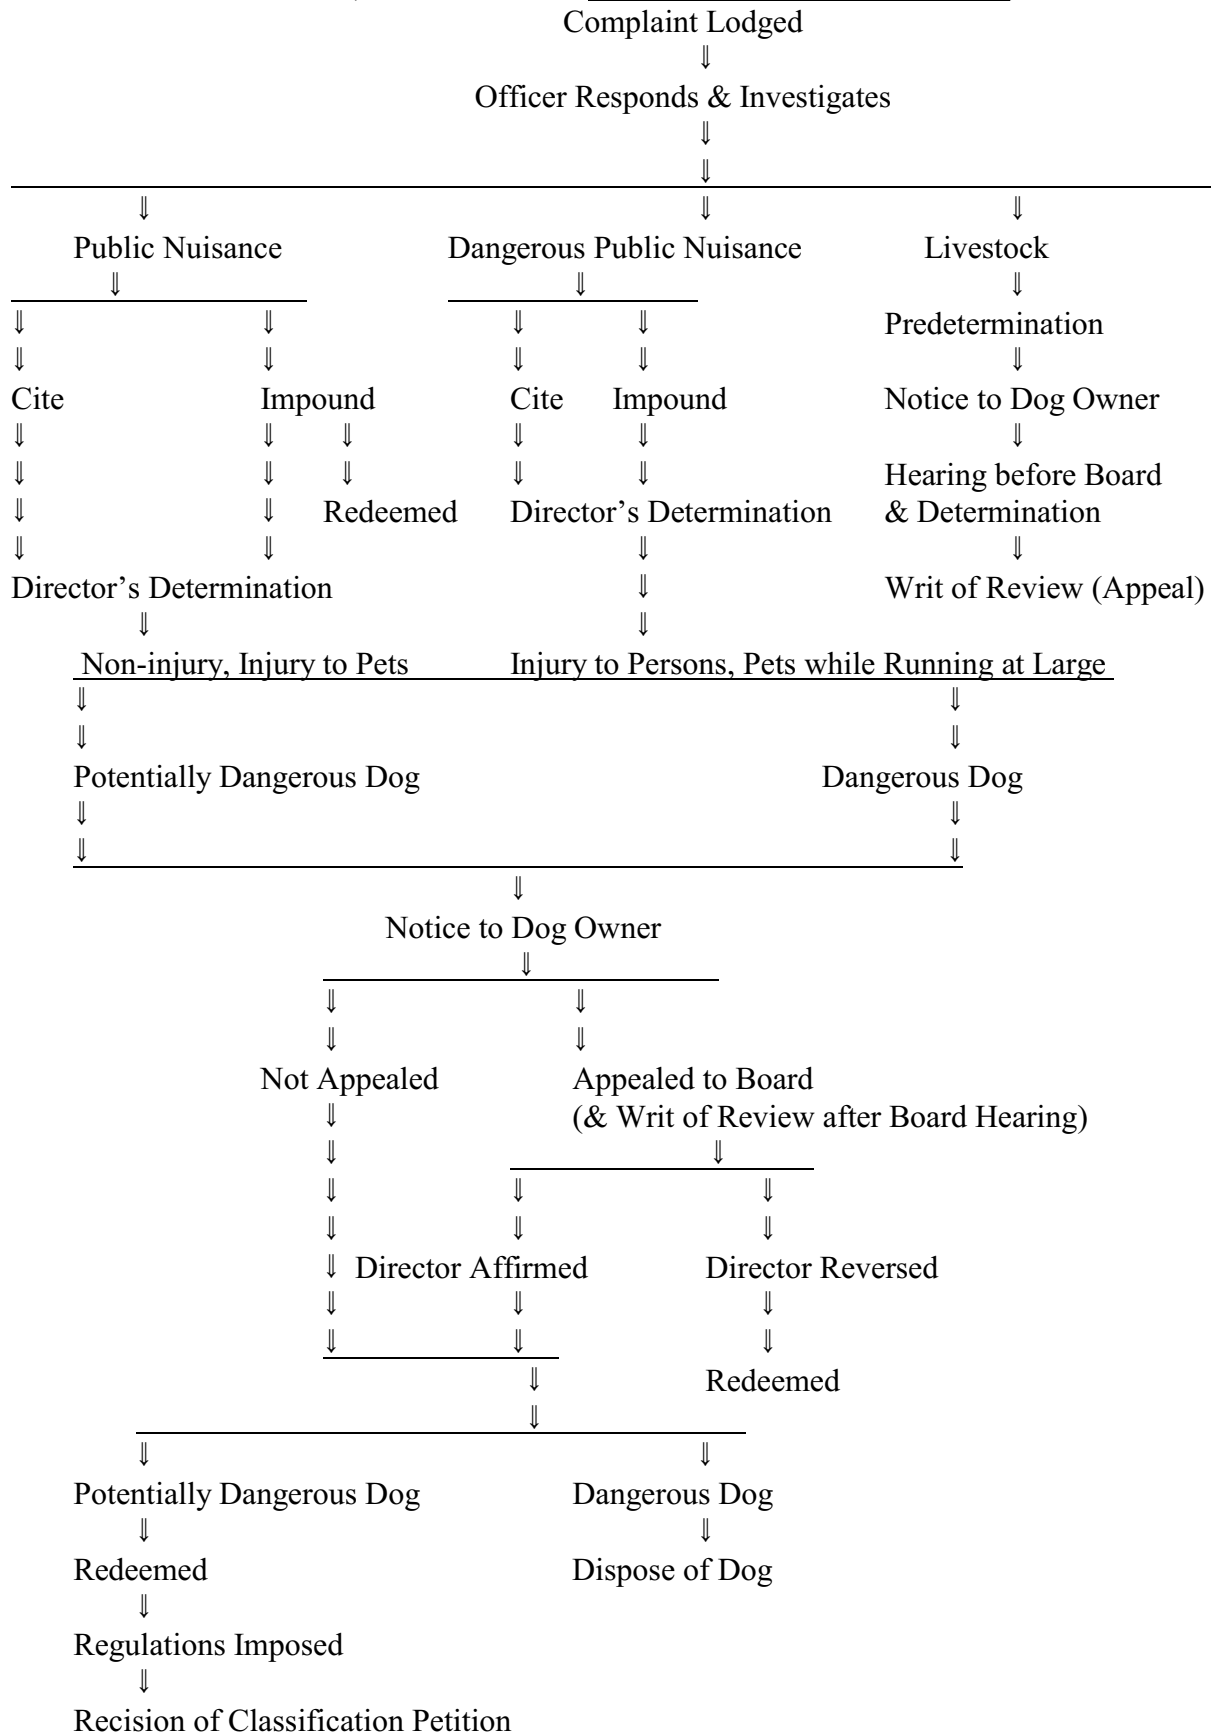 Complaint Lodged
⇓
Officer Responds & Investigates
⇓
⇓
⇓ ⇓ ⇓
Public Nuisance Dangerous Public Nuisance Livestock
⇓ ⇓ ⇓
⇓ ⇓ ⇓ ⇓ Predetermination
⇓ ⇓ ⇓ ⇓ ⇓
Cite Impound Cite Impound Notice to Dog Owner
⇓ ⇓ ⇓ ⇓ ⇓ ⇓
⇓ ⇓ ⇓ ⇓ ⇓ Hearing before Board
⇓ ⇓ Redeemed Director’s Determination & Determination
⇓ ⇓ ⇓ ⇓
Director’s Determination ⇓ Writ of Review (Appeal)
⇓ ⇓
Non-injury, Injury to Pets Injury to Persons, Pets while Running at Large
⇓ ⇓
⇓ ⇓
Potentially Dangerous Dog Dangerous Dog
⇓ ⇓
⇓ ⇓
⇓
Notice to Dog Owner
⇓
⇓ ⇓
⇓ ⇓
Not Appealed Appealed to Board
⇓ (& Writ of Review after Board Hearing)
⇓ ⇓
⇓ ⇓ ⇓
⇓ ⇓ ⇓
⇓ Director Affirmed Director Reversed
⇓ ⇓ ⇓
⇓ ⇓ ⇓
⇓ Redeemed
⇓
⇓ ⇓
Potentially Dangerous Dog Dangerous Dog
⇓ ⇓
Redeemed Dispose of Dog
⇓
Regulations Imposed
⇓
Recision of Classification Petition